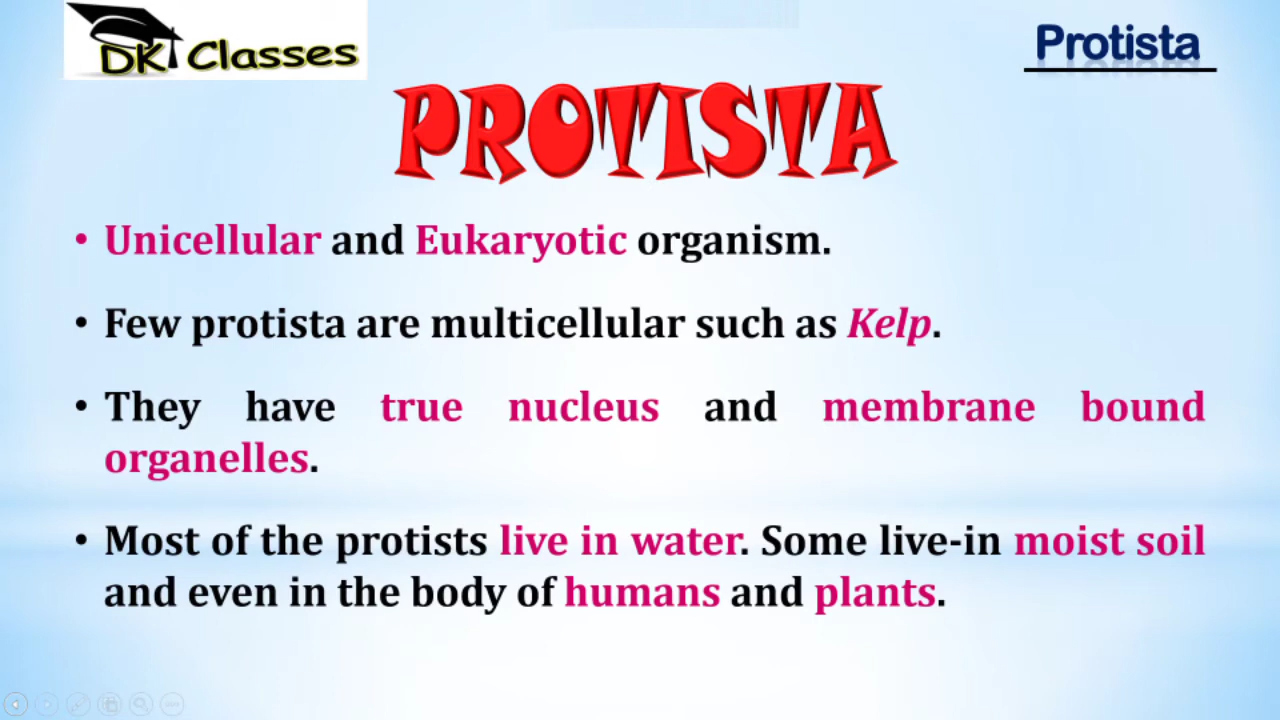 DK Classes
Protista
PROTISTA
• Unicellular and Eukaryotic organism.
• Few protista are multicellular such as Kelp.
• They have true nucleus and membrane bound
organelles.
• Most of the protists live in water. Some live-in moist soil
and even in the body of humans and plants.